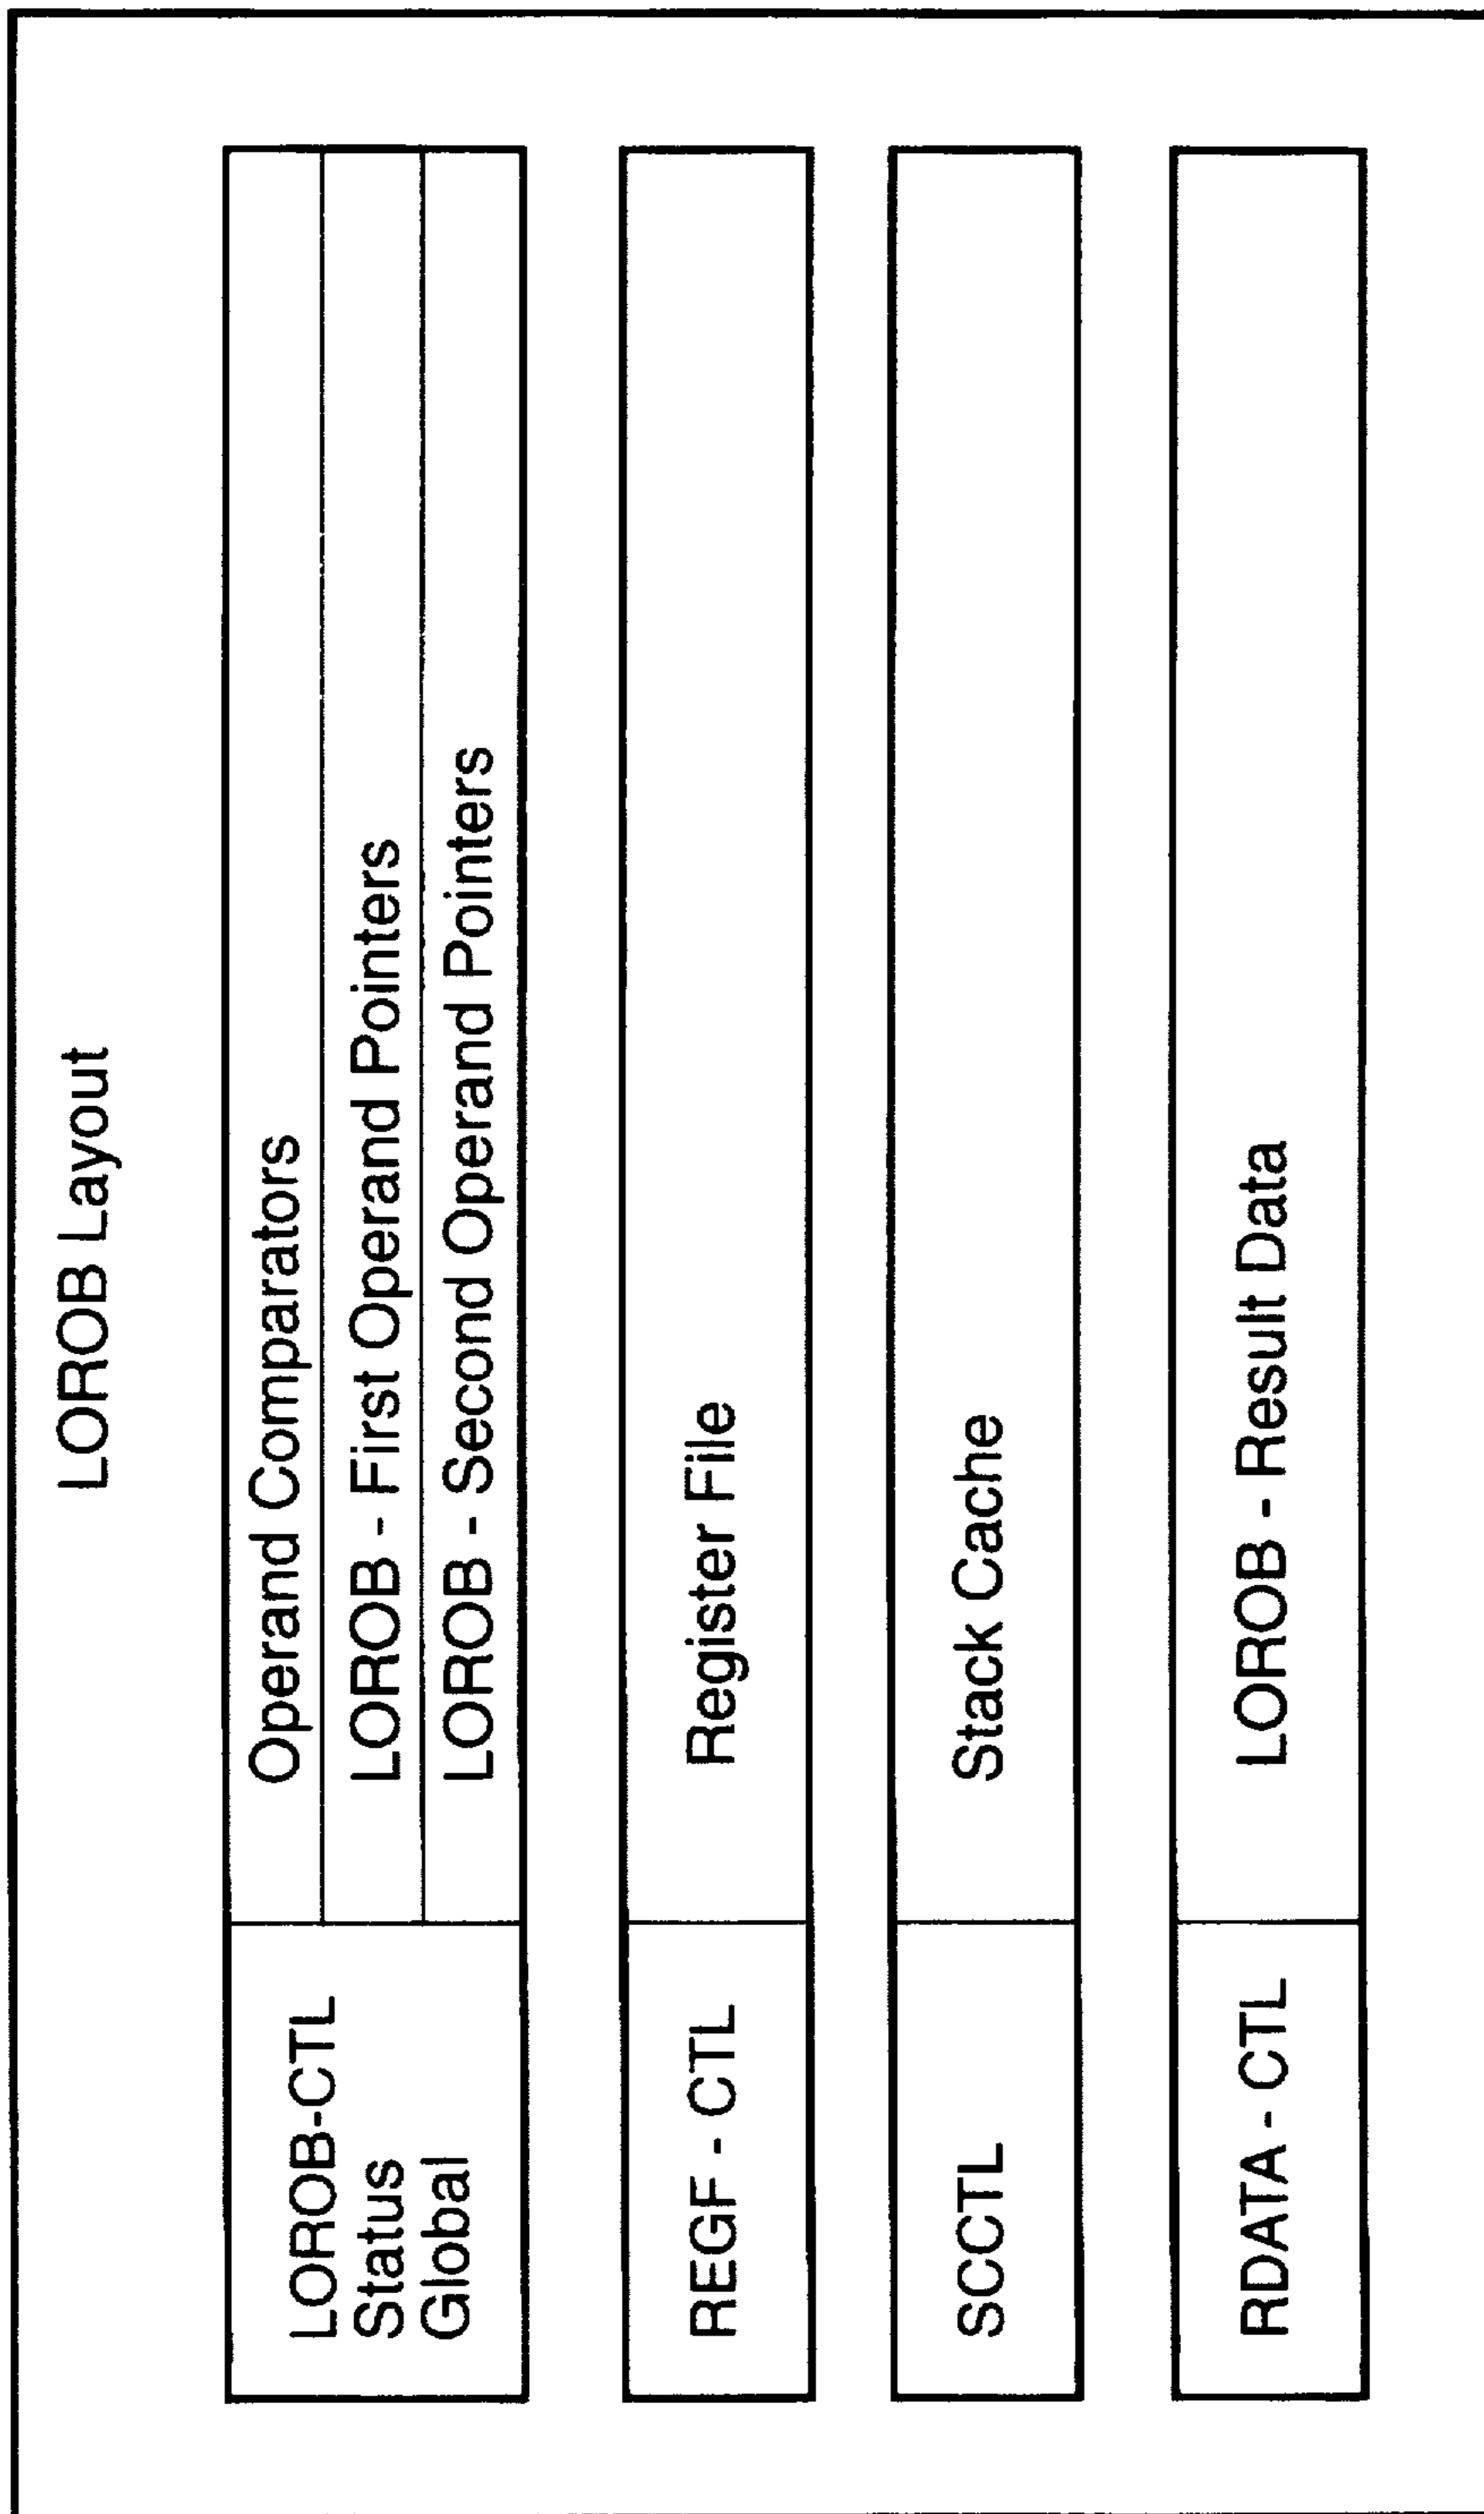 LOROB Layout
LOROB-CTL
Status
Global
Operand Comparators
LOROB - First Operand Pointers
LOROB - Second Operand Pointers
REGF - CTL
Register File
SCCTL
Stack Cache
RDATA - CTL
LOROB - Result Data